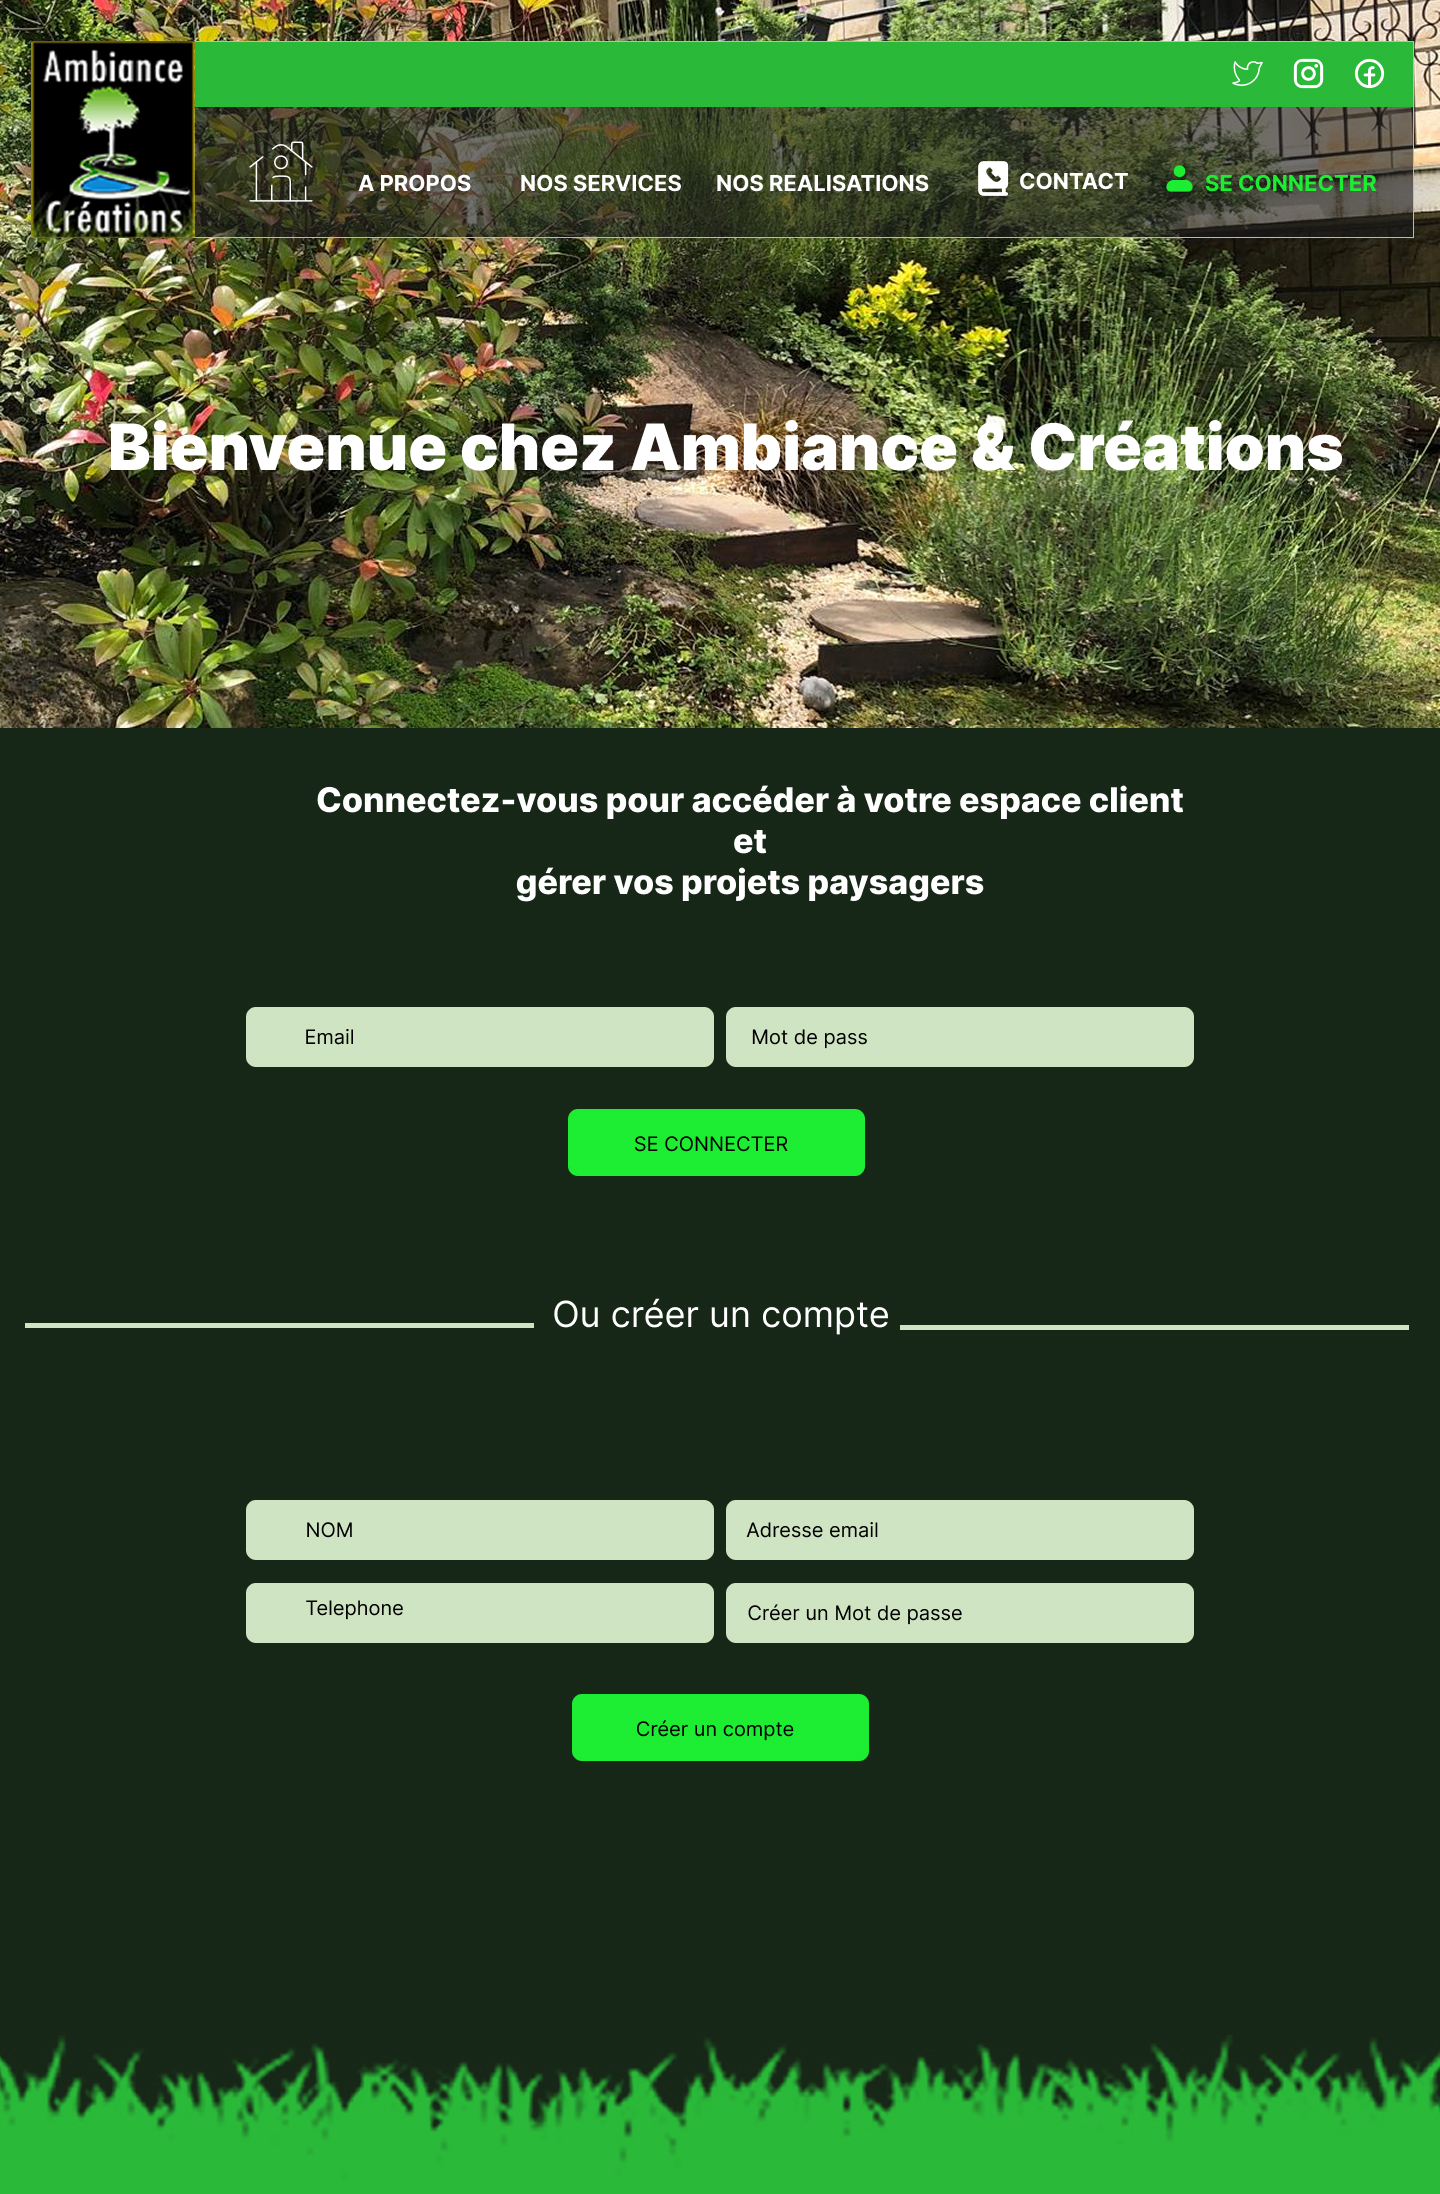 Ambiance
Créations
A PROPOS
NOS SERVICES
NOS REALISATIONS
CONTACT
SE CONNECTER
Bienvenue chez Ambiance & Créations
Connectez-vous pour accéder à votre espace client
et
gérer vos projets paysagers
Email
Mot de pass
SE CONNECTER
Ou créer un compte
NOM
Adresse email
Telephone
Créer un Mot de passe
Créer un compte